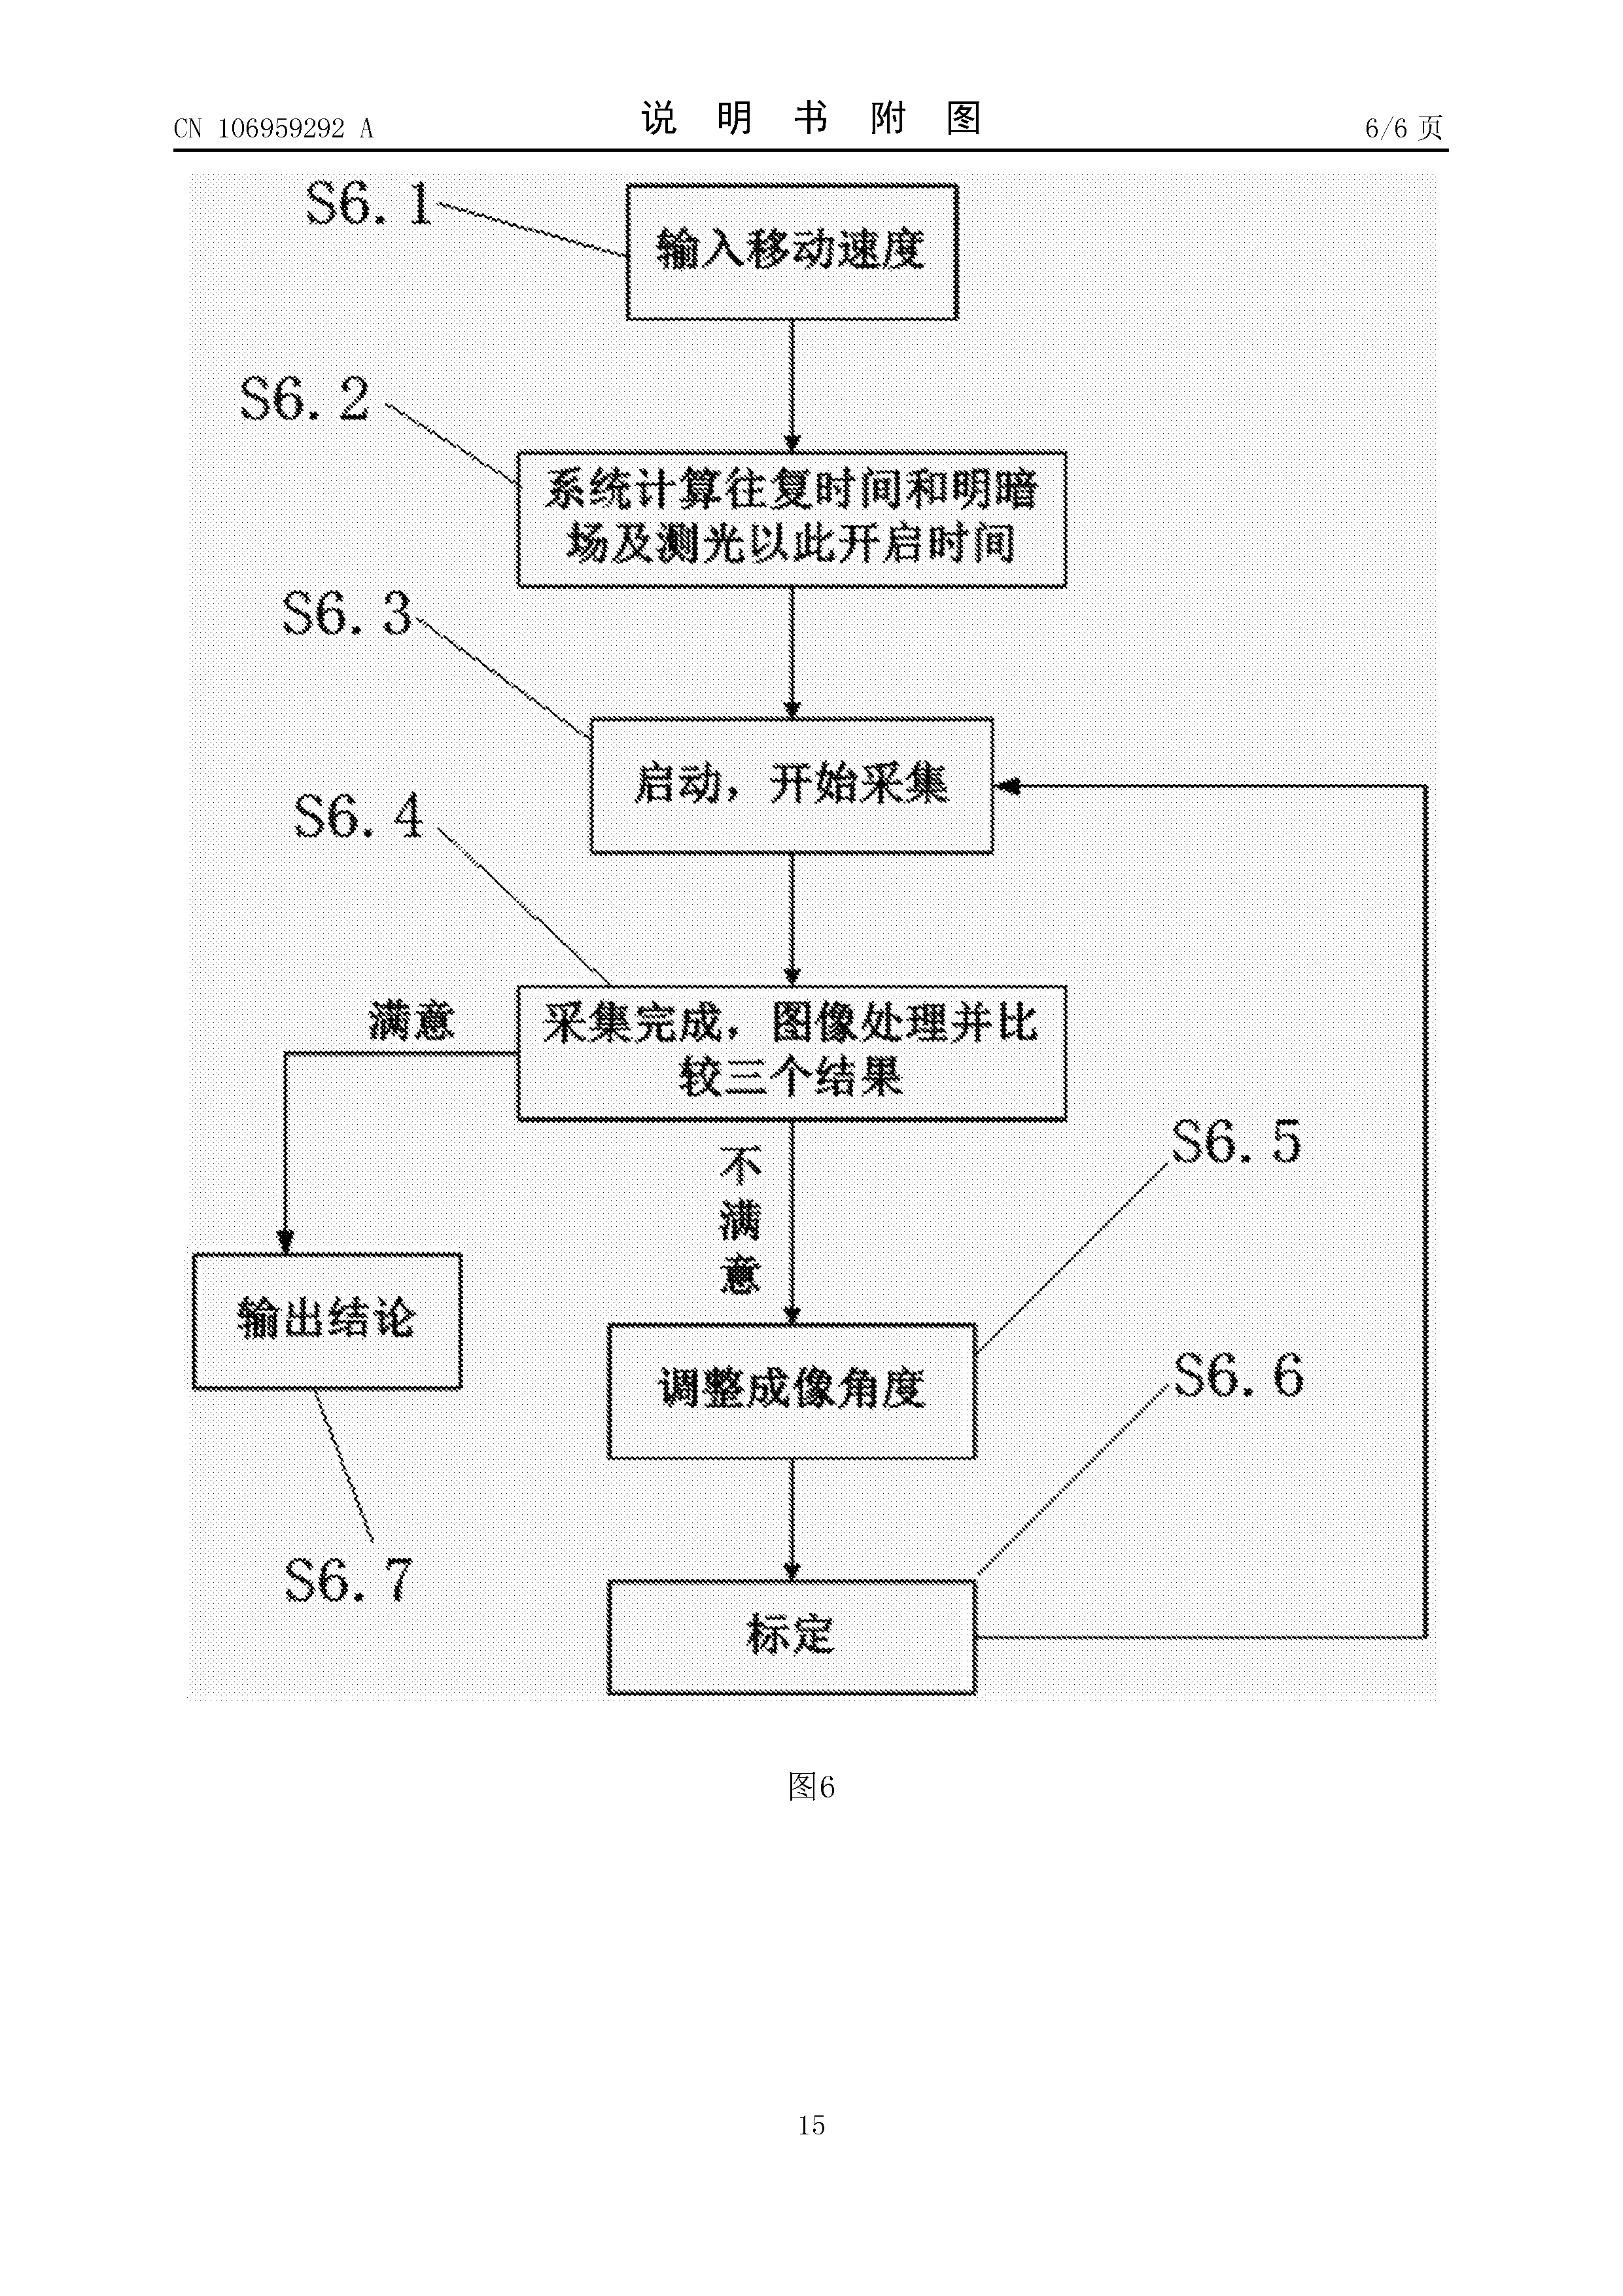 CN 106959292 A
说 明 书 附 图
6/6 页
S6.1
输入移动速度
S6.2
系统计算往复时间和明暗
场及测光以此开启时间
S6.3
启动，开始采集
S6.4
满意
采集完成，图像处理并比
较三个结果
不
满
意
S6.5
输出结论
调整成像角度
S6.6
S6.7
标定
图6
15